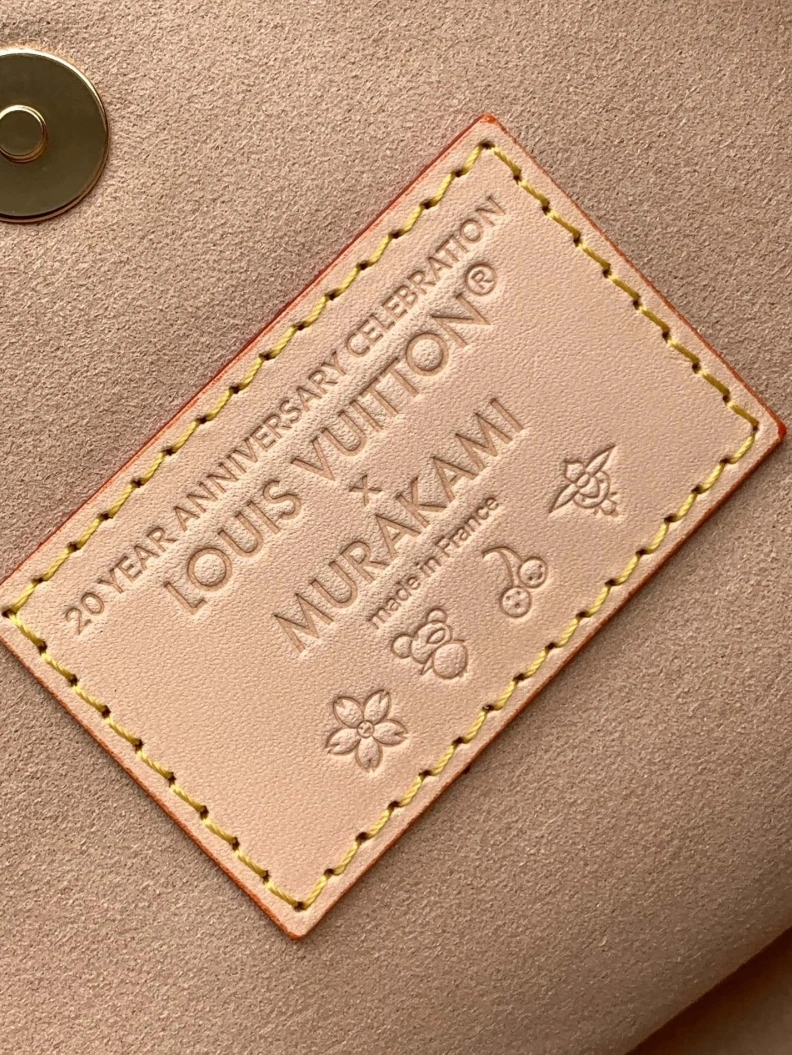 20 YEAR ANNIVERSARY CELEBRATION
LOUIS VUITTON®
x
MURAKAMI
made in France